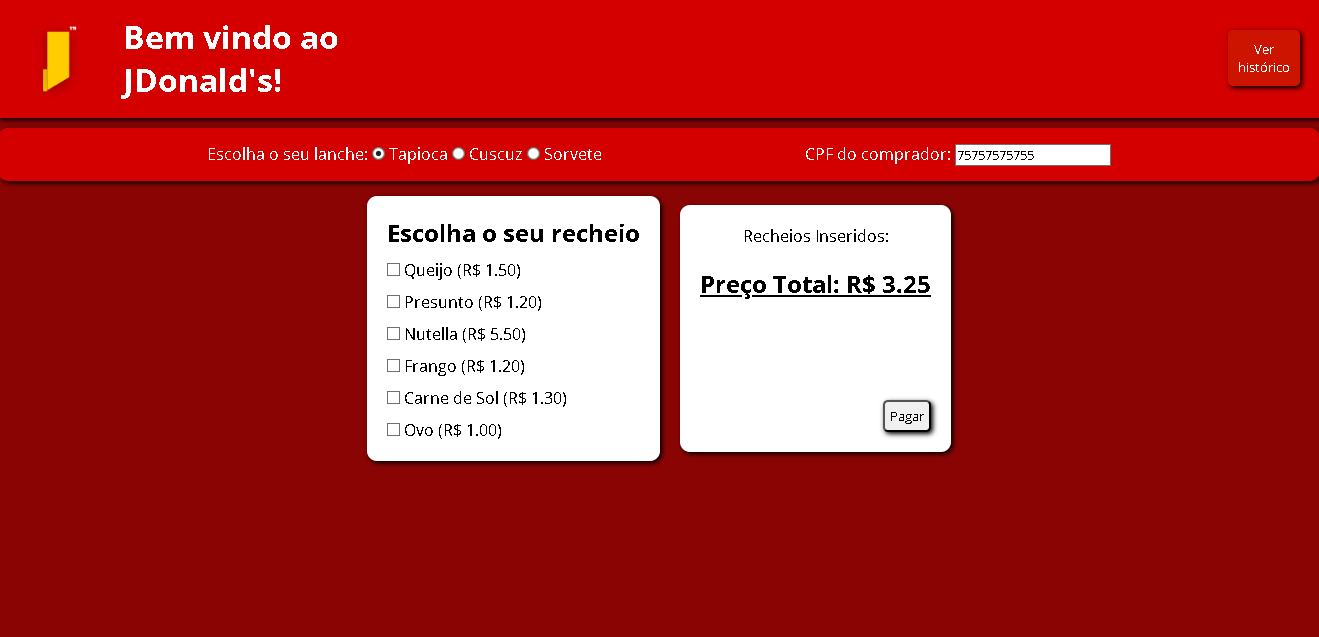 Bem vindo ao
JDonald's!
Ver
histórico
Escolha o seu lanche: Tapioca Cuscuz Sorvete
CPF do comprador: 75757575755
Escolha o seu recheio
Queijo (R$ 1.50)
Presunto (R$ 1.20)
Nutella (R$ 5.50)
Frango (R$ 1.20)
Carne de Sol (R$ 1.30)
Ovo (R$ 1.00)
Recheios Inseridos:
Preço Total: R$ 3.25
Pagar